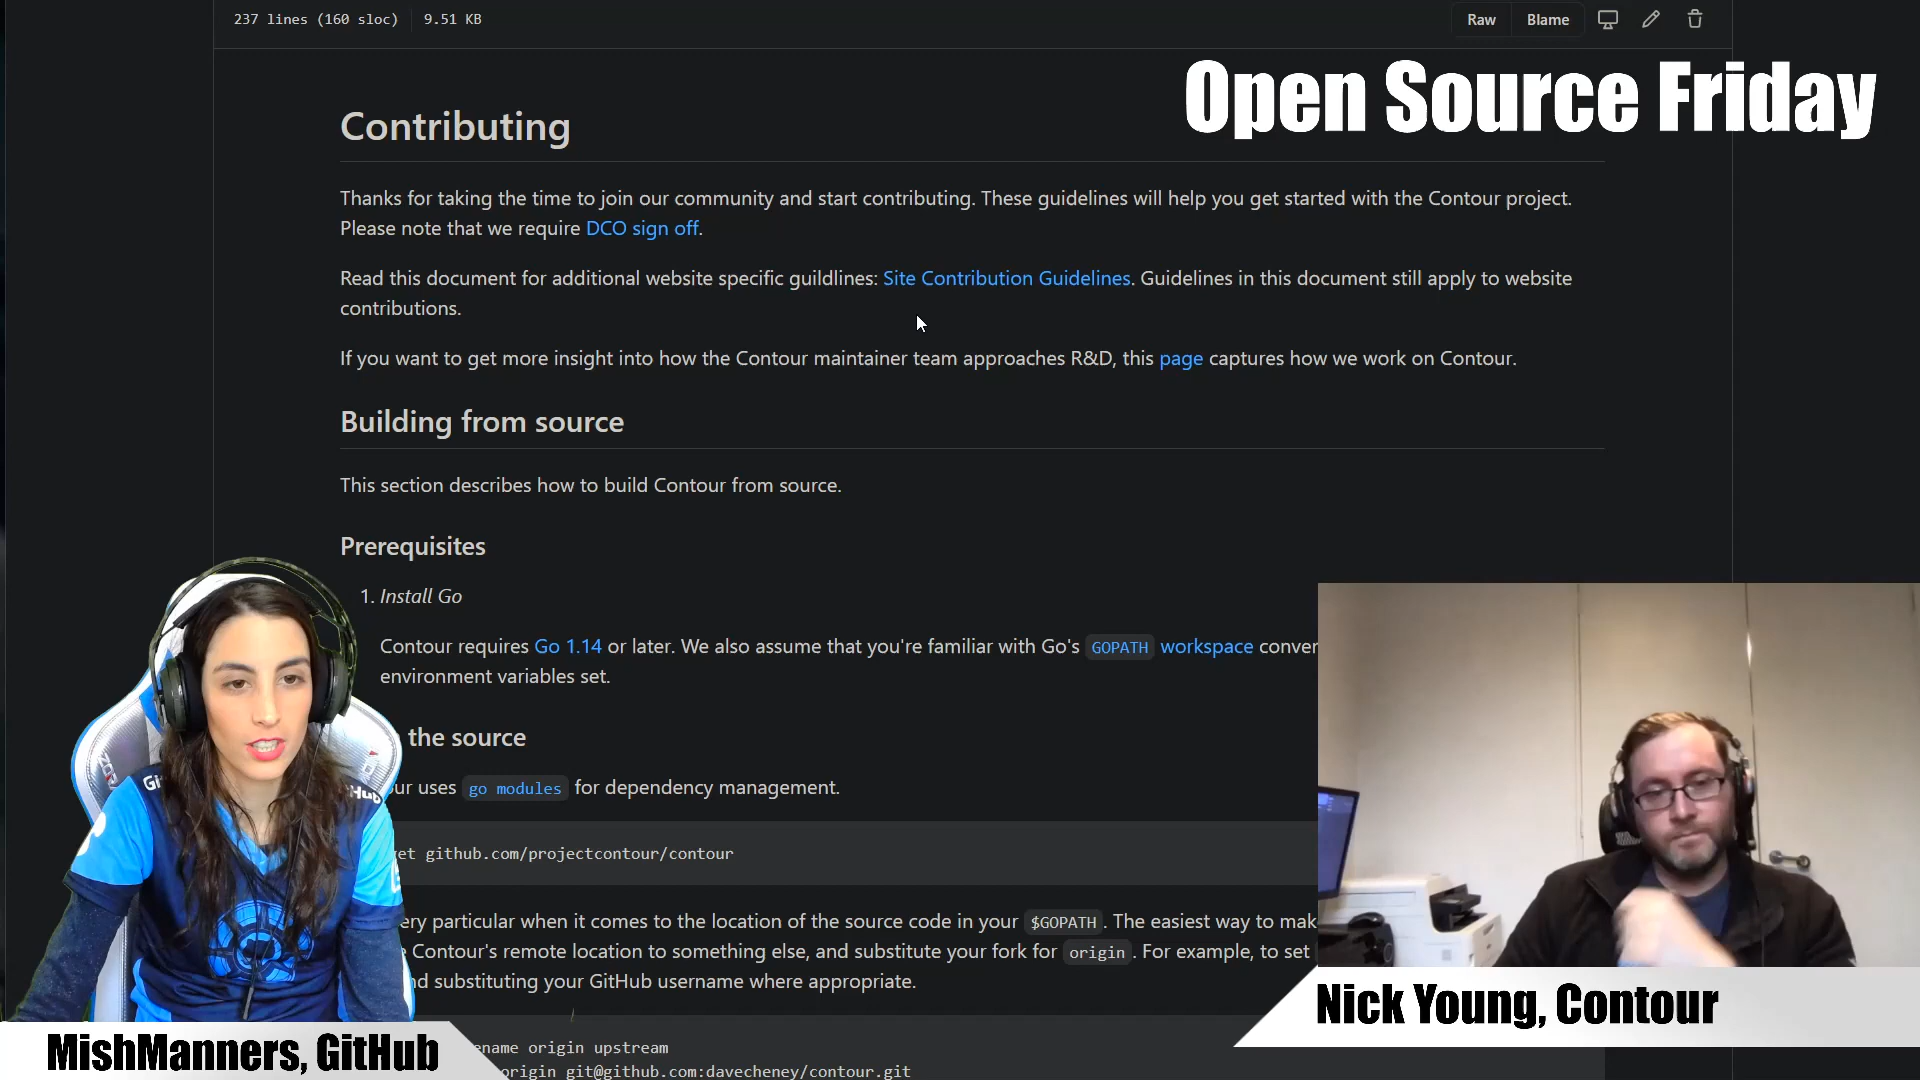 237 lines (160 sloc) 9.51 KB
Raw Blame
Open Source Friday
Contributing
Thanks for taking the time to join our community and start contributing. These guidelines will help you get started with the Contour project.
Please note that we require DCO sign off.
Read this document for additional website specific guildlines: Site Contribution Guidelines. Guidelines in this document still apply to website
contributions.
If you want to get more insight into how the Contour maintainer team approaches R&D, this page captures how we work on Contour.
Building from source
This section describes how to build Contour from source.
Prerequisites
1. Install Go
Contour requires Go 1.14 or later. We also assume that you're familiar with Go's GOPATH workspace conver
environment variables set.
the source
ur uses go modules for dependency management.
et github.com/projectcontour/contour
ery particular when it comes to the location of the source code in your $GOPATH. The easiest way to mak
Contour's remote location to something else, and substitute your fork for origin. For example, to set
nd substituting your GitHub username where appropriate.
ename origin upstream
origin git@github.com:davecheney/contour.git
Nick Young, Contour
MishManners, GitHub